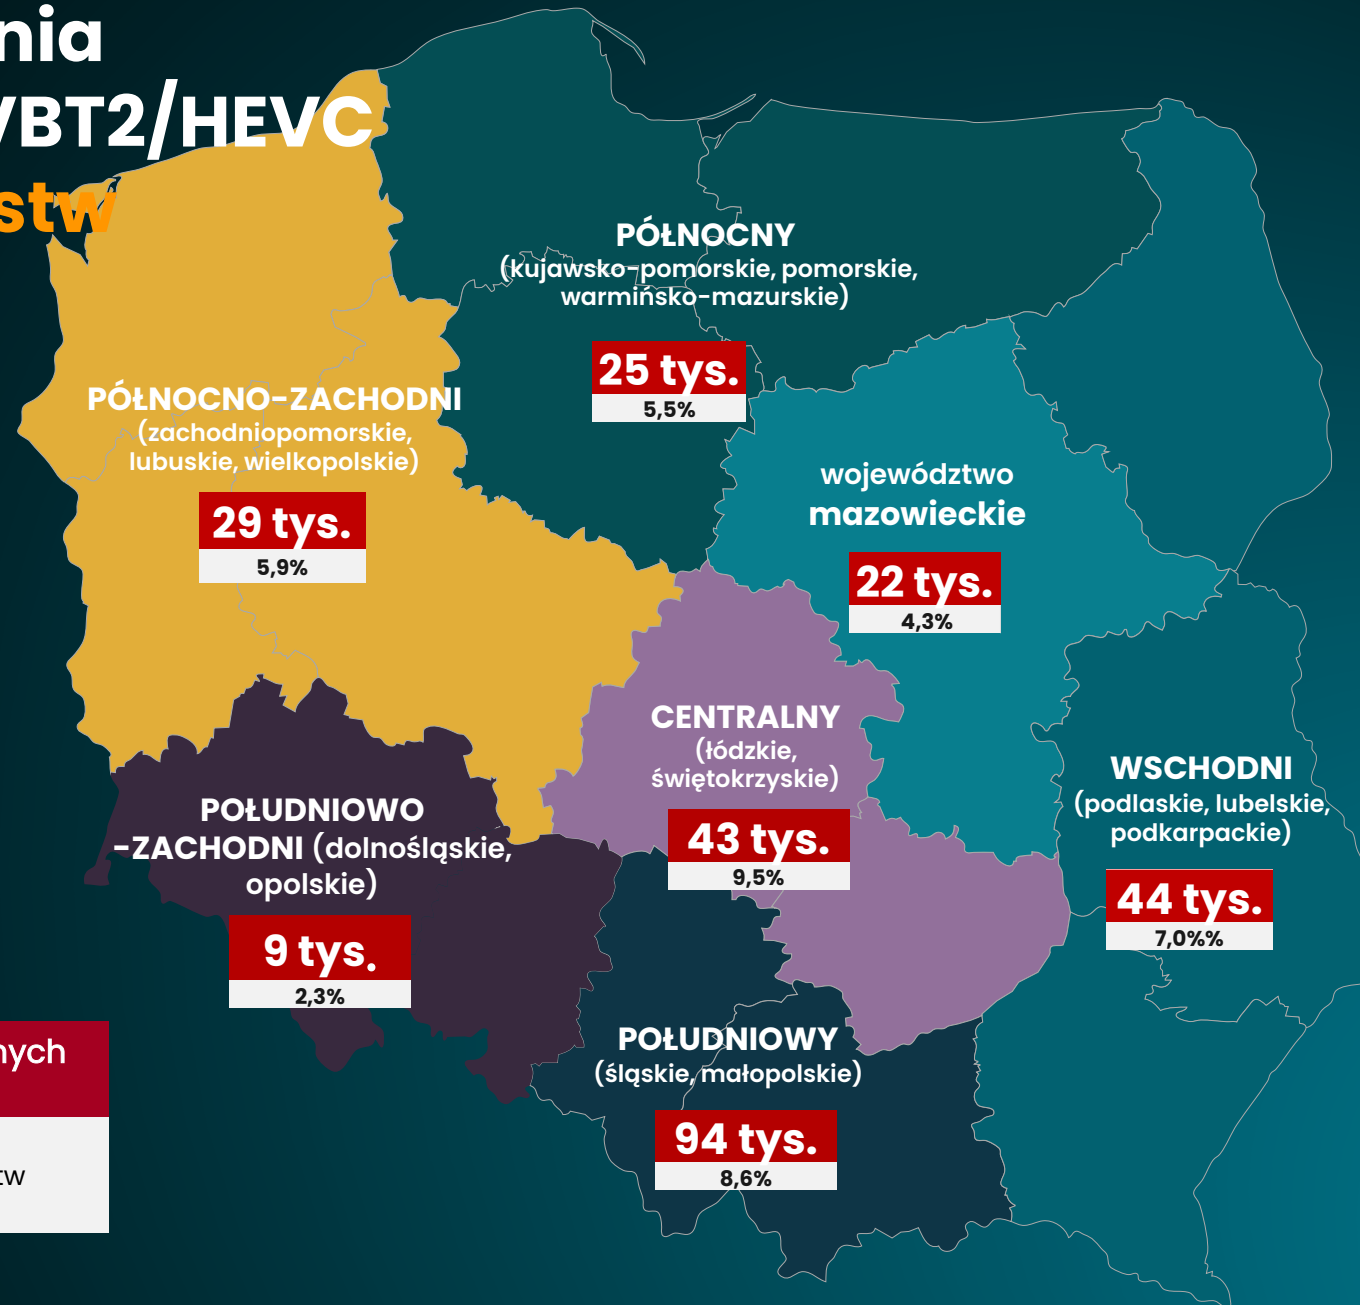 nia
VBT2/HEVC
stw
PÓŁNOCNY
(kujawsko-pomorskie, pomorskie,
warmińsko-mazurskie)
25 tys.
5,5%
PÓŁNOCNO-ZACHODNI
(zachodniopomorskie,
lubuskie, wielkopolskie)
29 tys.
5,9%
województwo
mazowieckie
22 tys.
4,3%
CENTRALNY
(łódzkie,
świętokrzyskie)
43 tys.
9,5%
WSCHODNI
(podlaskie, lubelskie,
podkarpackie)
44 tys.
7,0%%
POŁUDNIOWO
-ZACHODNI (dolnośląskie,
opolskie)
9 tys.
2,3%
POŁUDNIOWY
(śląskie, małopolskie)
94 tys.
8,6%
nych
tw